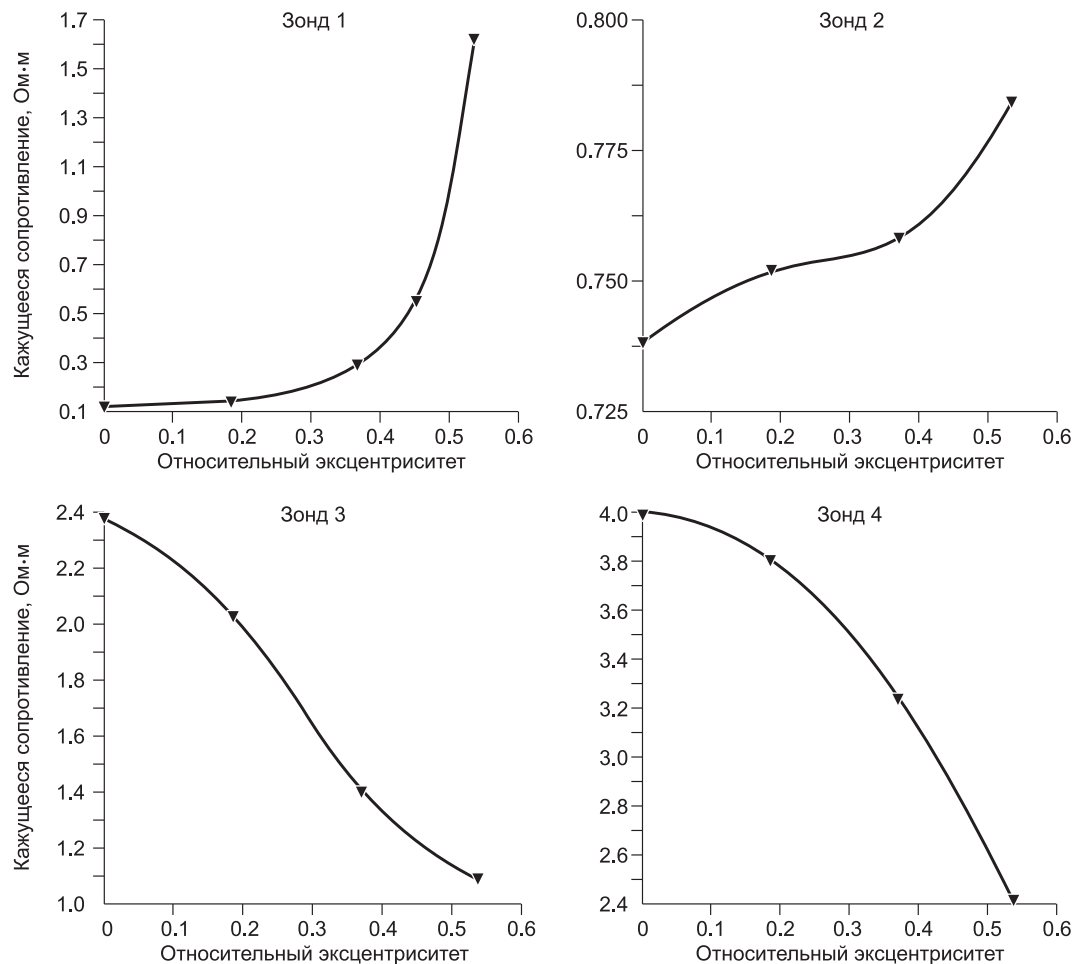 Зонд 1
Кажущееся сопротивление, Ом·м
1.7
1.5
1.3
1.1
0.9
0.7
0.5
0.3
0.1
0 0.1 0.2 0.3 0.4 0.5 0.6
Относительный эксцентриситет
Зонд 2
0.800
0.775
0.750
0.725
0 0.1 0.2 0.3 0.4 0.5 0.6
Относительный эксцентриситет
Зонд 3
Кажущееся сопротивление, Ом·м
2.4
2.2
2.0
1.8
1.6
1.4
1.2
1.0
0 0.1 0.2 0.3 0.4 0.5 0.6
Относительный эксцентриситет
Зонд 4
4.0
3.8
3.6
3.4
3.2
3.0
2.8
2.6
2.4
0 0.1 0.2 0.3 0.4 0.5 0.6
Относительный эксцентриситет